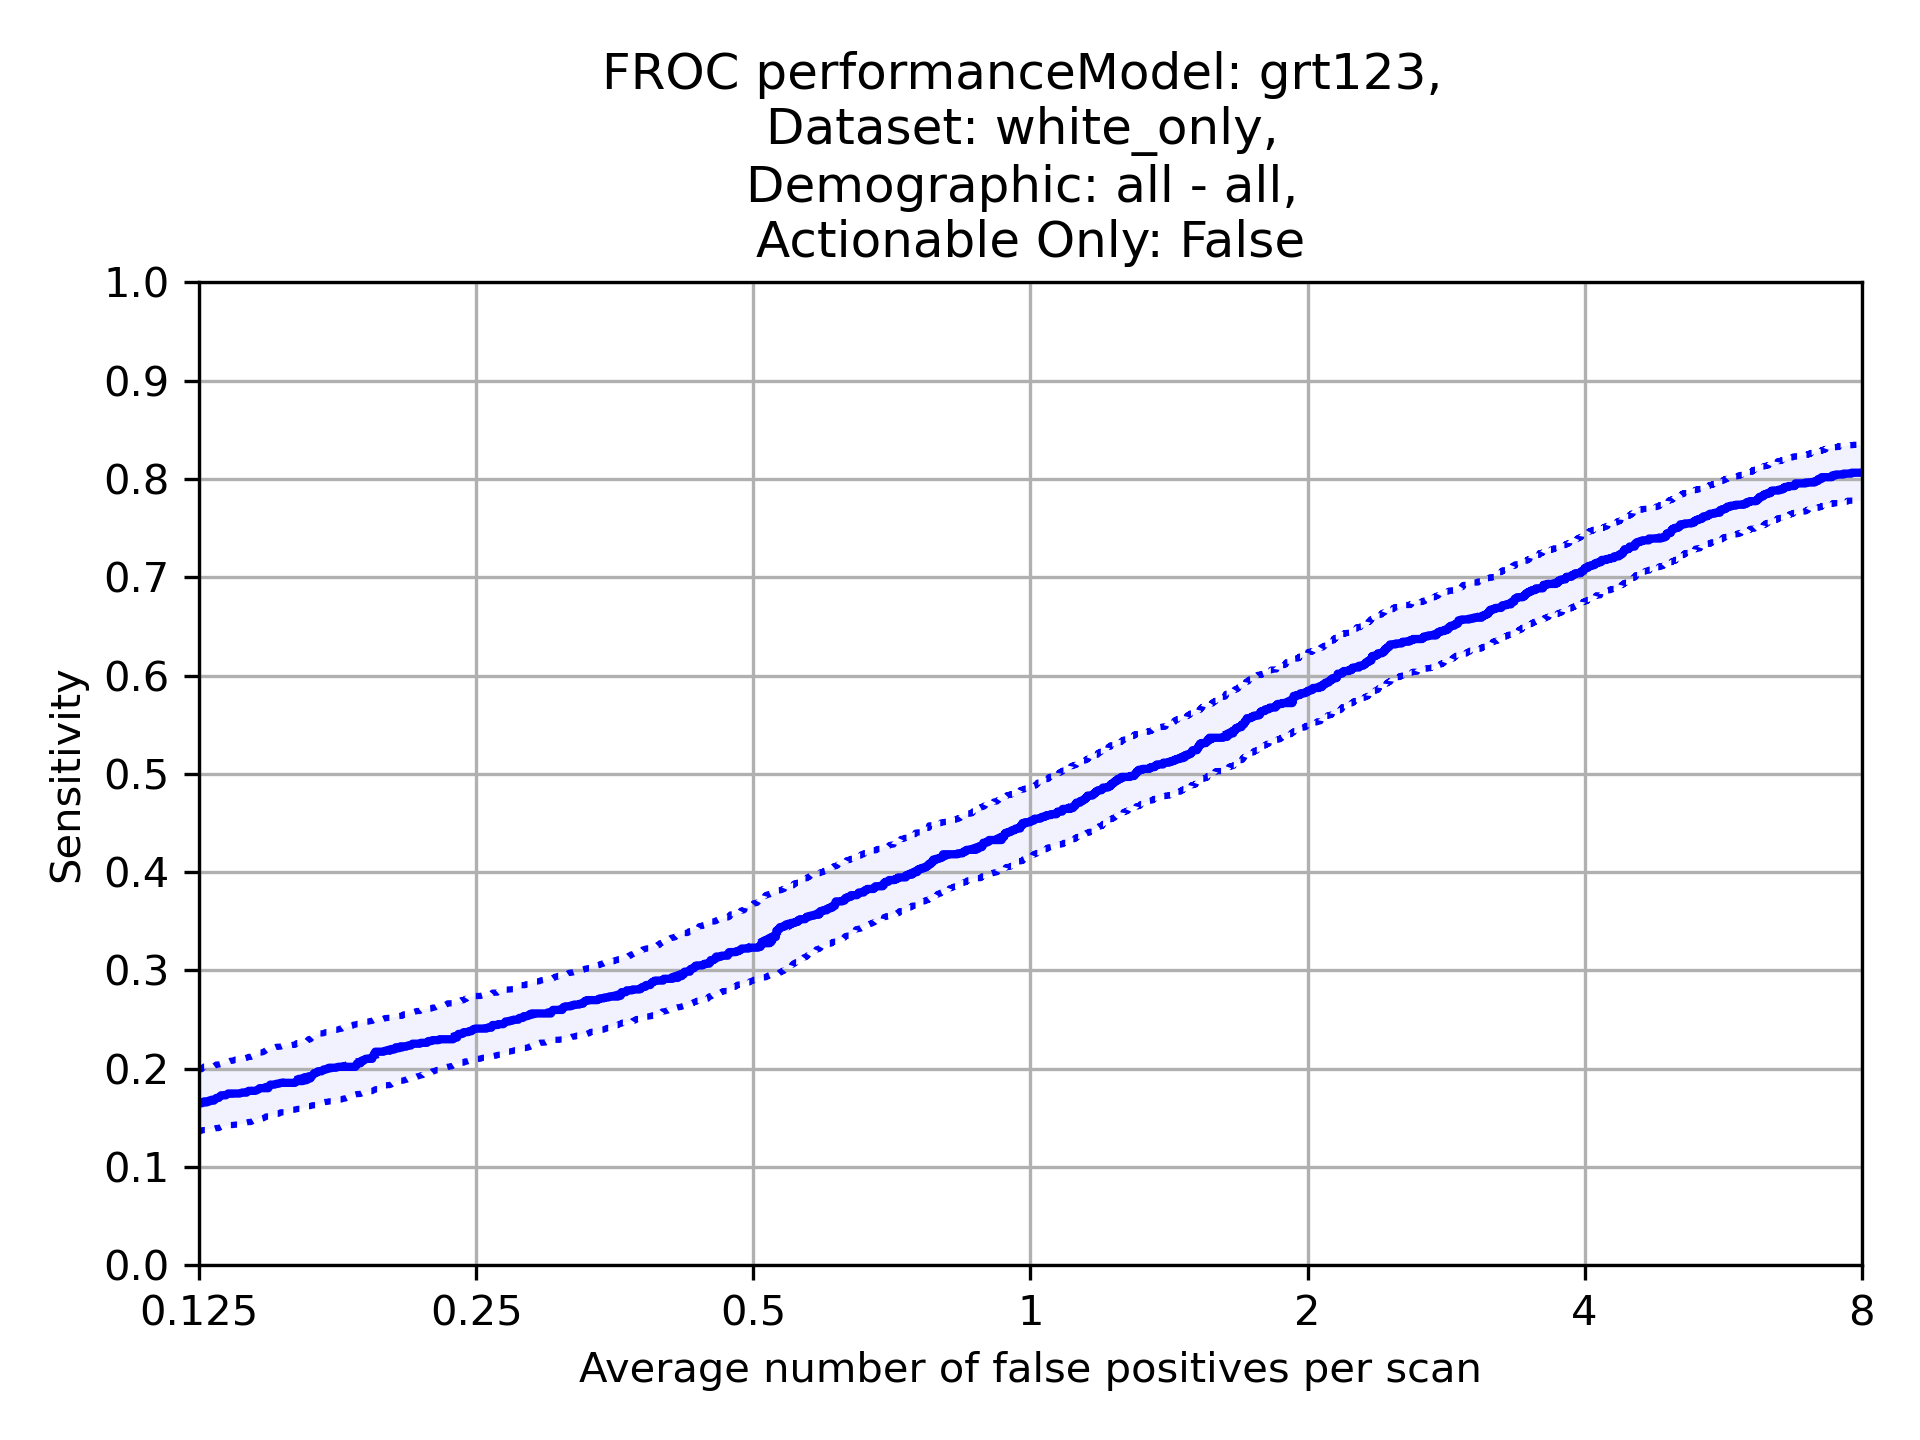 FROC performanceModel: grt123,
Dataset: white_only,
Demographic: all - all,
Actionable Only: False
1.0
0.9
0.8
0.7
0.6
0.5
0.4
0.3
0.2
0.1
0.0
Sensitivity
0.125 0.25 0.5 1 2 4 8
Average number of false positives per scan